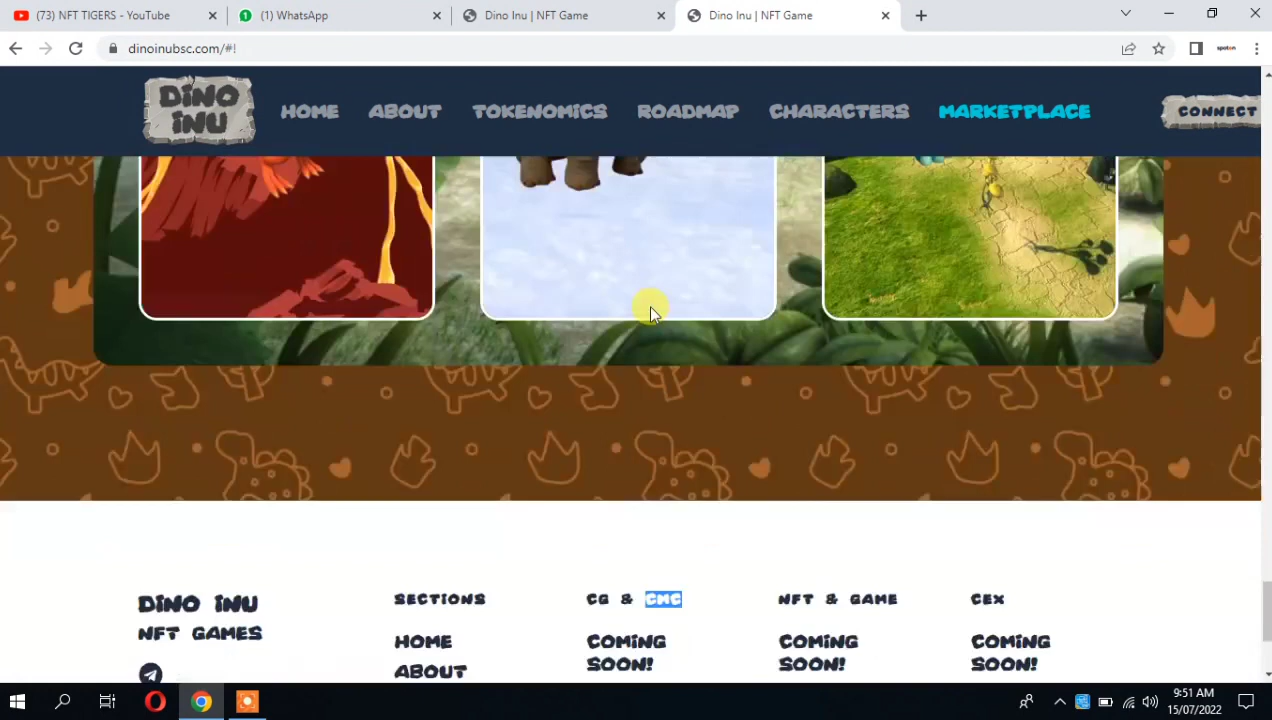 (73) NFT TIGERS - YouTube
(1) WhatsApp
Dino Inu | NFT Game
Dino Inu | NFT Game
dinoinubsc.com/#!
spoton
DINO INU
HOME
ABOUT
TOKENOMICS
ROADMAP
CHARACTERS
MARKETPLACE
CONNECT
DINO INU
NFT GAMES
SECTIONS
HOME
ABOUT
CG & CMC
COMING
SOON!
NFT & GAME
COMING
SOON!
CEX
COMING
SOON!
9:51 AM
15/07/2022